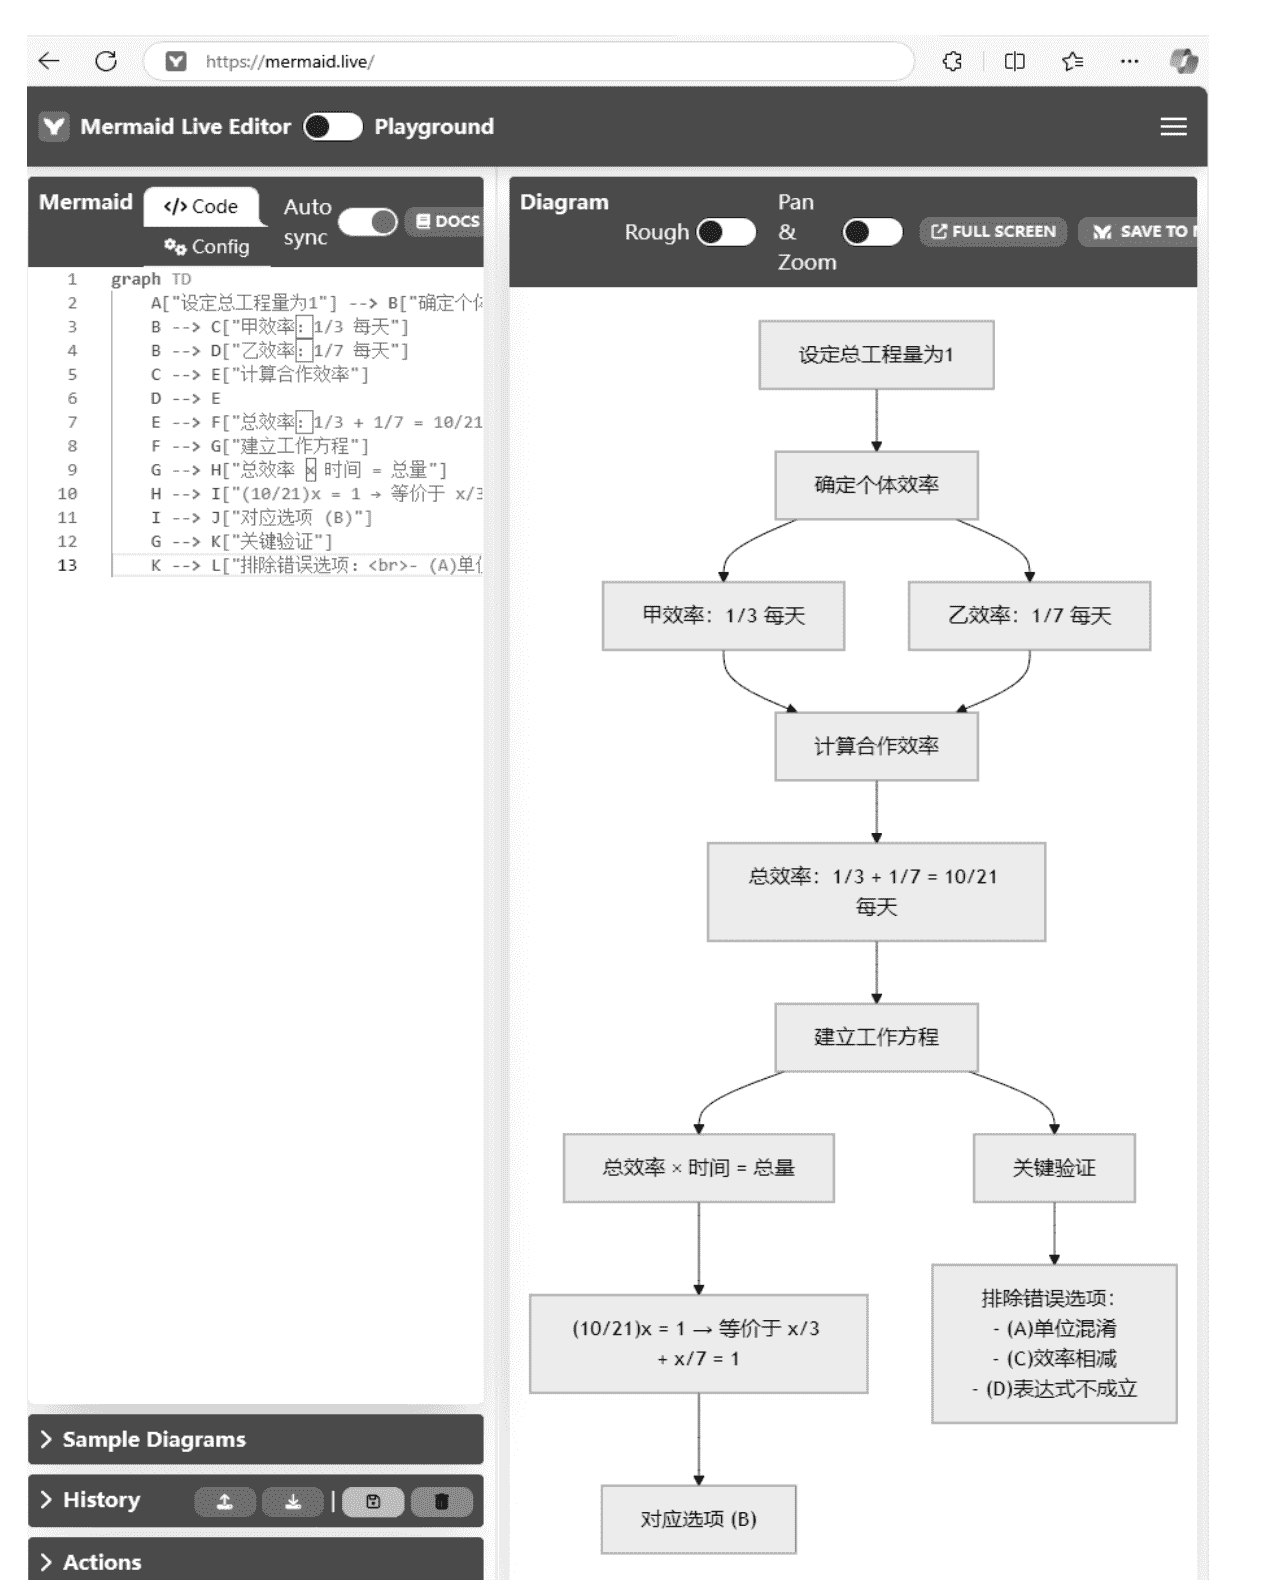 https://mermaid.live/
Mermaid Live Editor Playground
Mermaid Code Auto sync DOCS
Config
1 graph TD
2 A["设定总工程量为1"] --> B["确定个体
3 B --> C["甲效率：1/3 每天"]
4 B --> D["乙效率：1/7 每天"]
5 C --> E["计算合作效率"]
6 D --> E
7 E --> F["总效率：1/3 + 1/7 = 10/21
8 F --> G["建立工作方程"]
9 G --> H["总效率 × 时间 = 总量"]
10 H --> I["(10/21)x = 1 → 等价于 x/3
11 I --> J["对应选项 (B)"]
12 G --> K["关键验证"]
13 K --> L["排除错误选项：<br>- (A)单位
Sample Diagrams
History
Actions
Diagram Rough Pan & Zoom FULL SCREEN SAVE TO
设定总工程量为1
确定个体效率
甲效率：1/3 每天
乙效率：1/7 每天
计算合作效率
总效率：1/3 + 1/7 = 10/21
每天
建立工作方程
总效率 × 时间 = 总量
关键验证
(10/21)x = 1 → 等价于 x/3
+ x/7 = 1
排除错误选项：
- (A)单位混淆
- (C)效率相减
- (D)表达式不成立
对应选项 (B)